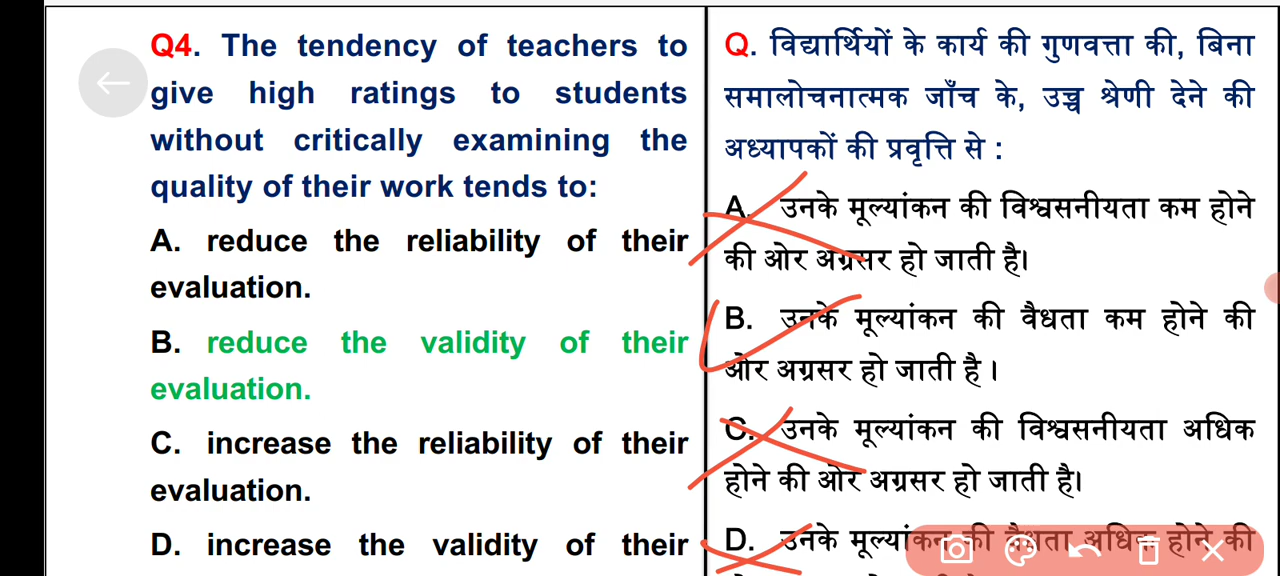 Q4. The tendency of teachers to
give high ratings to students
without critically examining the
quality of their work tends to:
A. reduce the reliability of their
evaluation.
B. reduce the validity of their
evaluation.
C. increase the reliability of their
evaluation.
D. increase the validity of their
Q. विद्यार्थियों के कार्य की गुणवत्ता की, बिना
समालोचनात्मक जाँच के, उच्च श्रेणी देने की
अध्यापकों की प्रवृत्ति से :
A. उनके मूल्यांकन की विश्वसनीयता कम होने
की ओर अग्रसर हो जाती है।
B. उनके मूल्यांकन की वैधता कम होने की
ओर अग्रसर हो जाती है ।
C. उनके मूल्यांकन की विश्वसनीयता अधिक
होने की ओर अग्रसर हो जाती है।
D. उनके मूल्यांकन की वैधता अधिक होने की